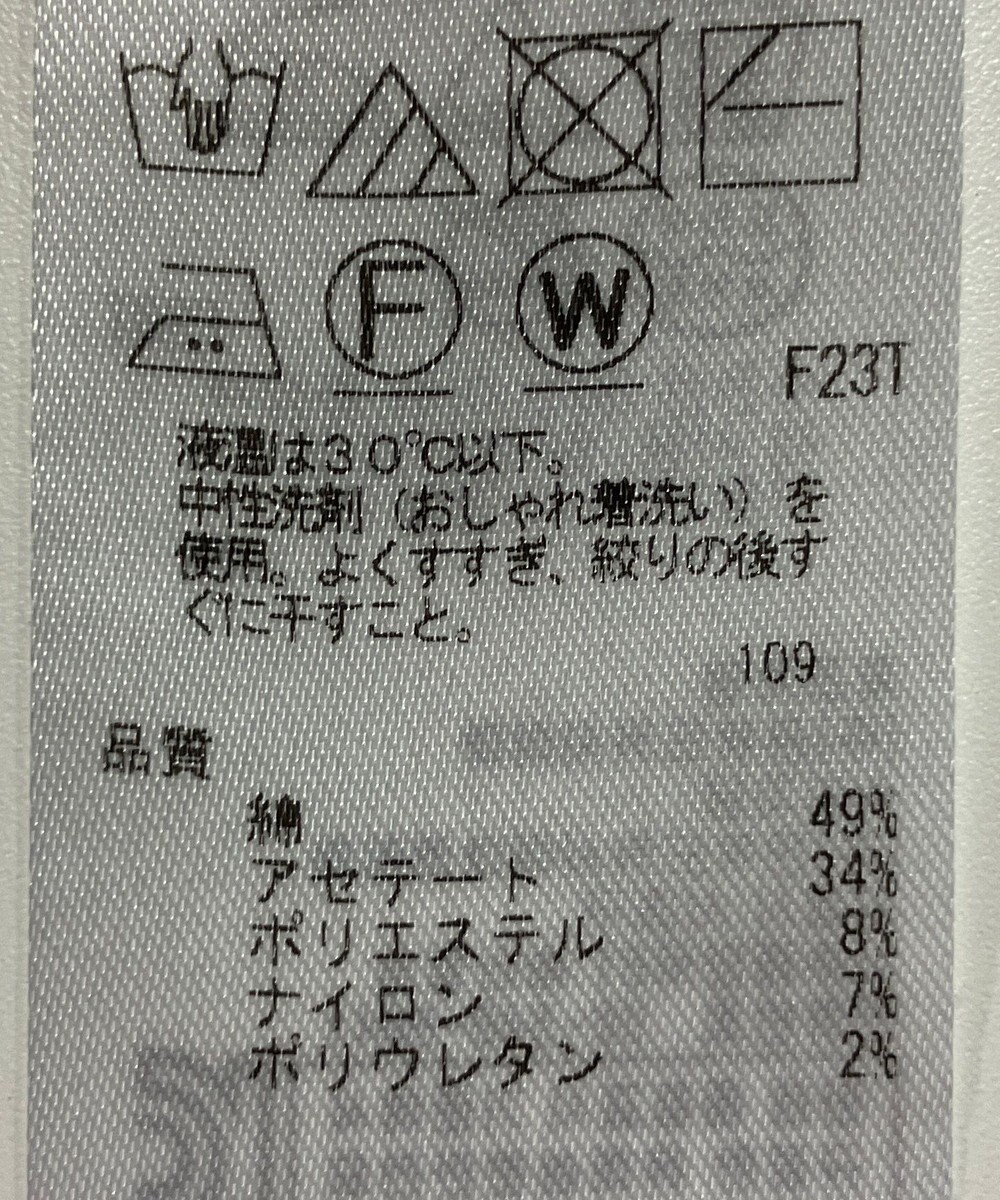 F
W
F23T
液温は30℃以下。
中性洗剤（おしゃれ着洗い）を
使用。よくすすぎ、絞りの後す
ぐに干すこと。
109
品質
綿 49%
アセテート 34%
ポリエステル 8%
ナイロン 7%
ポリウレタン 2%